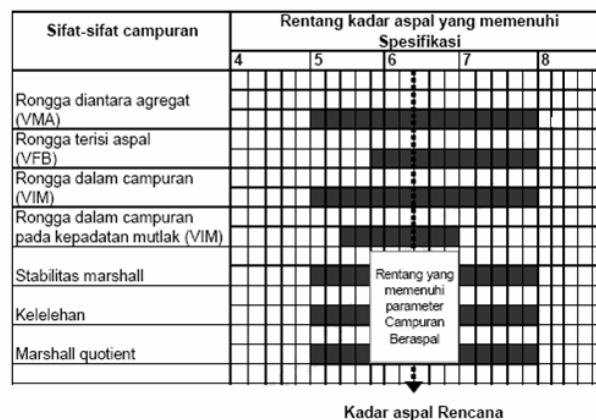 Sifat-sifat campuran
Rentang kadar aspal yang memenuhi
Spesifikasi
4 5 6 7 8
Rongga diantara agregat
(VMA)
Rongga terisi aspal
(VFB)
Rongga dalam campuran
(VIM)
Rongga dalam campuran
pada kepadatan mutlak (VIM)
Stabilitas marshall
Kelelehan
Marshall quotient
Rentang yang
memenuhi
parameter
Campuran
Beraspal
Kadar aspal Rencana